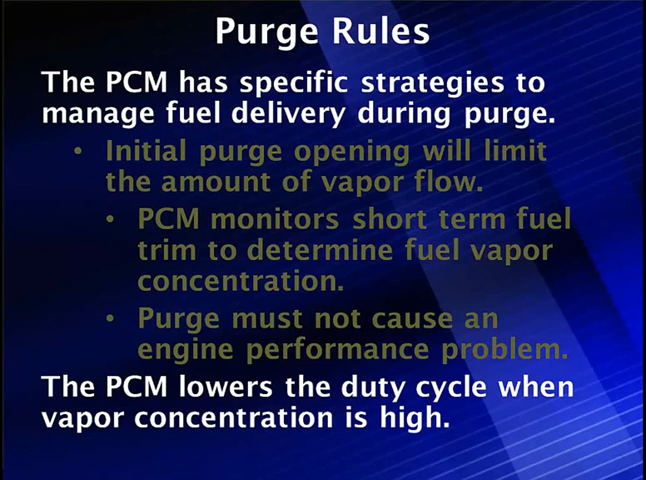 Purge Rules
The PCM has specific strategies to
manage fuel delivery during purge.
• Initial purge opening will limit
the amount of vapor flow.
• PCM monitors short term fuel
trim to determine fuel vapor
concentration.
• Purge must not cause an
engine performance problem.
The PCM lowers the duty cycle when
vapor concentration is high.